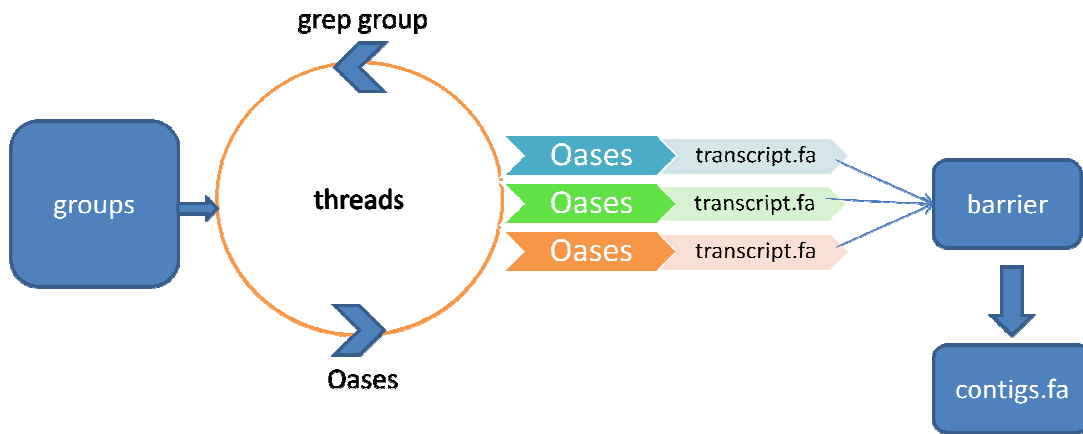 grep group
groups
threads
Oases
Oases transcript.fa
Oases transcript.fa
Oases transcript.fa
barrier
contigs.fa